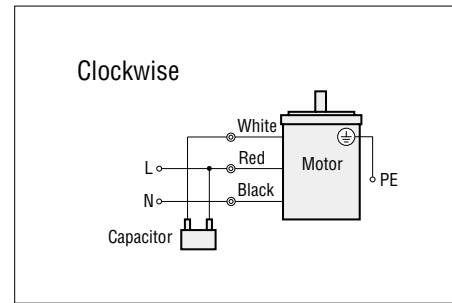 Clockwise
White
L
Red
Motor
N
Black
PE
Capacitor